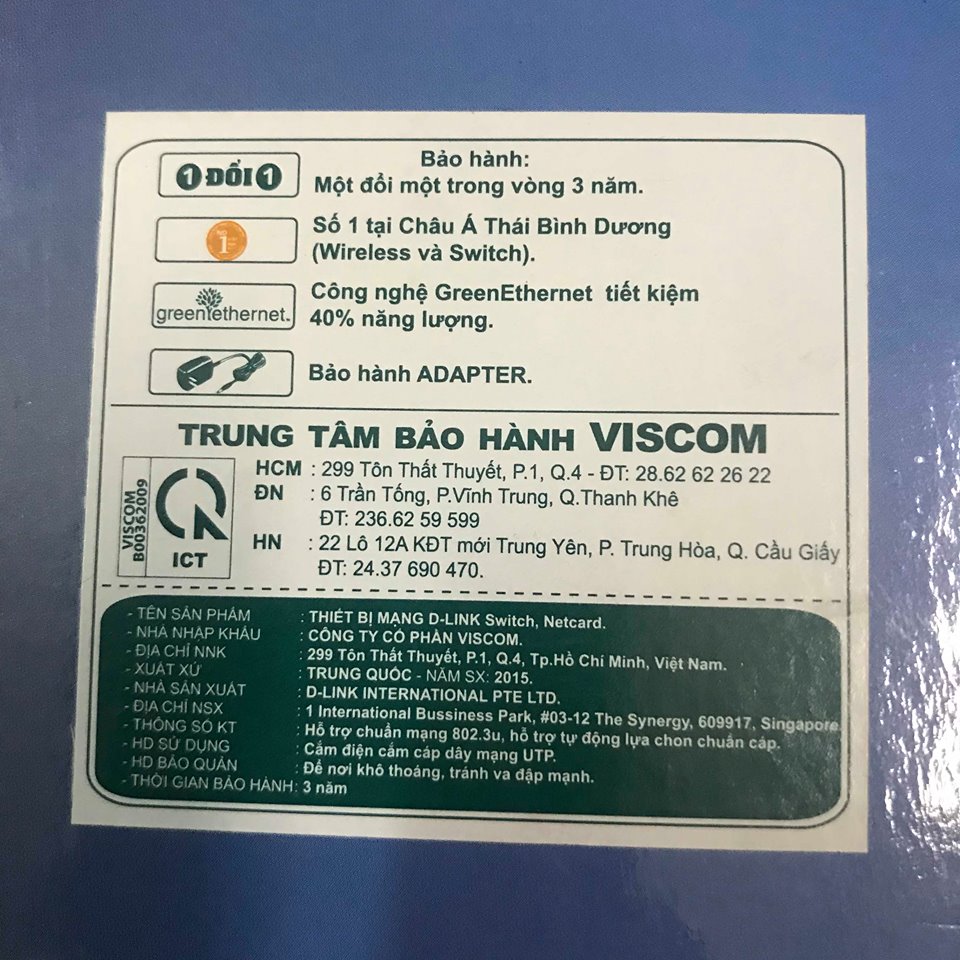 1 ĐỔI 1
Bảo hành:
Một đổi một trong vòng 3 năm.
NO
1
Số 1 tại Châu Á Thái Bình Dương
(Wireless và Switch).
greenethernet™
Công nghệ GreenEthernet tiết kiệm
40% năng lượng.
Bảo hành ADAPTER.
TRUNG TÂM BẢO HÀNH VISCOM
VISCOM
B00362009
ICT
HCM : 299 Tôn Thất Thuyết, P.1, Q.4 - ĐT: 28.62 62 26 22
ĐN : 6 Trần Tống, P.Vĩnh Trung, Q.Thanh Khê
ĐT: 236.62 59 599
HN : 22 Lô 12A KĐT mới Trung Yên, P. Trung Hòa, Q. Cầu Giấy
ĐT: 24.37 690 470.
- TÊN SẢN PHẨM : THIẾT BỊ MẠNG D-LINK Switch, Netcard.
- NHÀ NHẬP KHẨU : CÔNG TY CỔ PHẦN VISCOM.
- ĐỊA CHỈ NNK : 299 Tôn Thất Thuyết, P.1, Q.4, Tp.Hồ Chí Minh, Việt Nam.
- XUẤT XỨ : TRUNG QUỐC - NĂM SX: 2015.
- NHÀ SẢN XUẤT : D-LINK INTERNATIONAL PTE LTD.
- ĐỊA CHỈ NSX : 1 International Bussiness Park, #03-12 The Synergy, 609917, Singapore.
- THÔNG SỐ KT : Hỗ trợ chuẩn mạng 802.3u, hỗ trợ tự động lựa chon chuẩn cáp.
- HD SỬ DỤNG : Cắm điện cắm cáp dây mạng UTP.
- HD BẢO QUẢN : Để nơi khô thoáng, tránh va đập mạnh.
- THỜI GIAN BẢO HÀNH: 3 năm